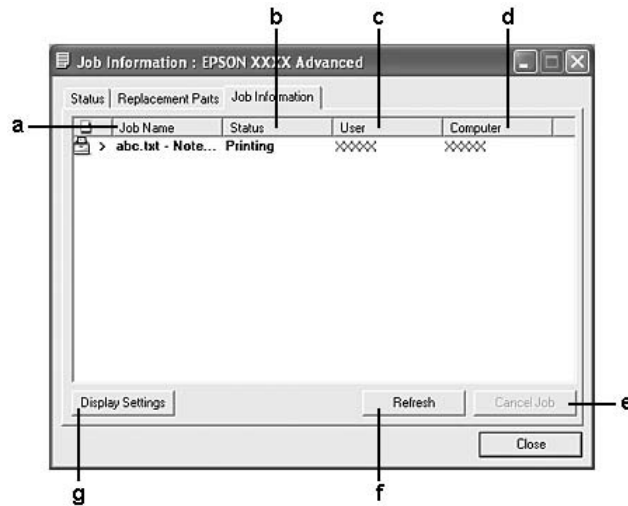 b c d
Job Information : EPSON XXXX Advanced
Status Replacement Parts Job Information
a Job Name Status User Computer
> abc.txt - Note... Printing XXXXX XXXXX
Display Settings Refresh Cancel Job e
Close
g f